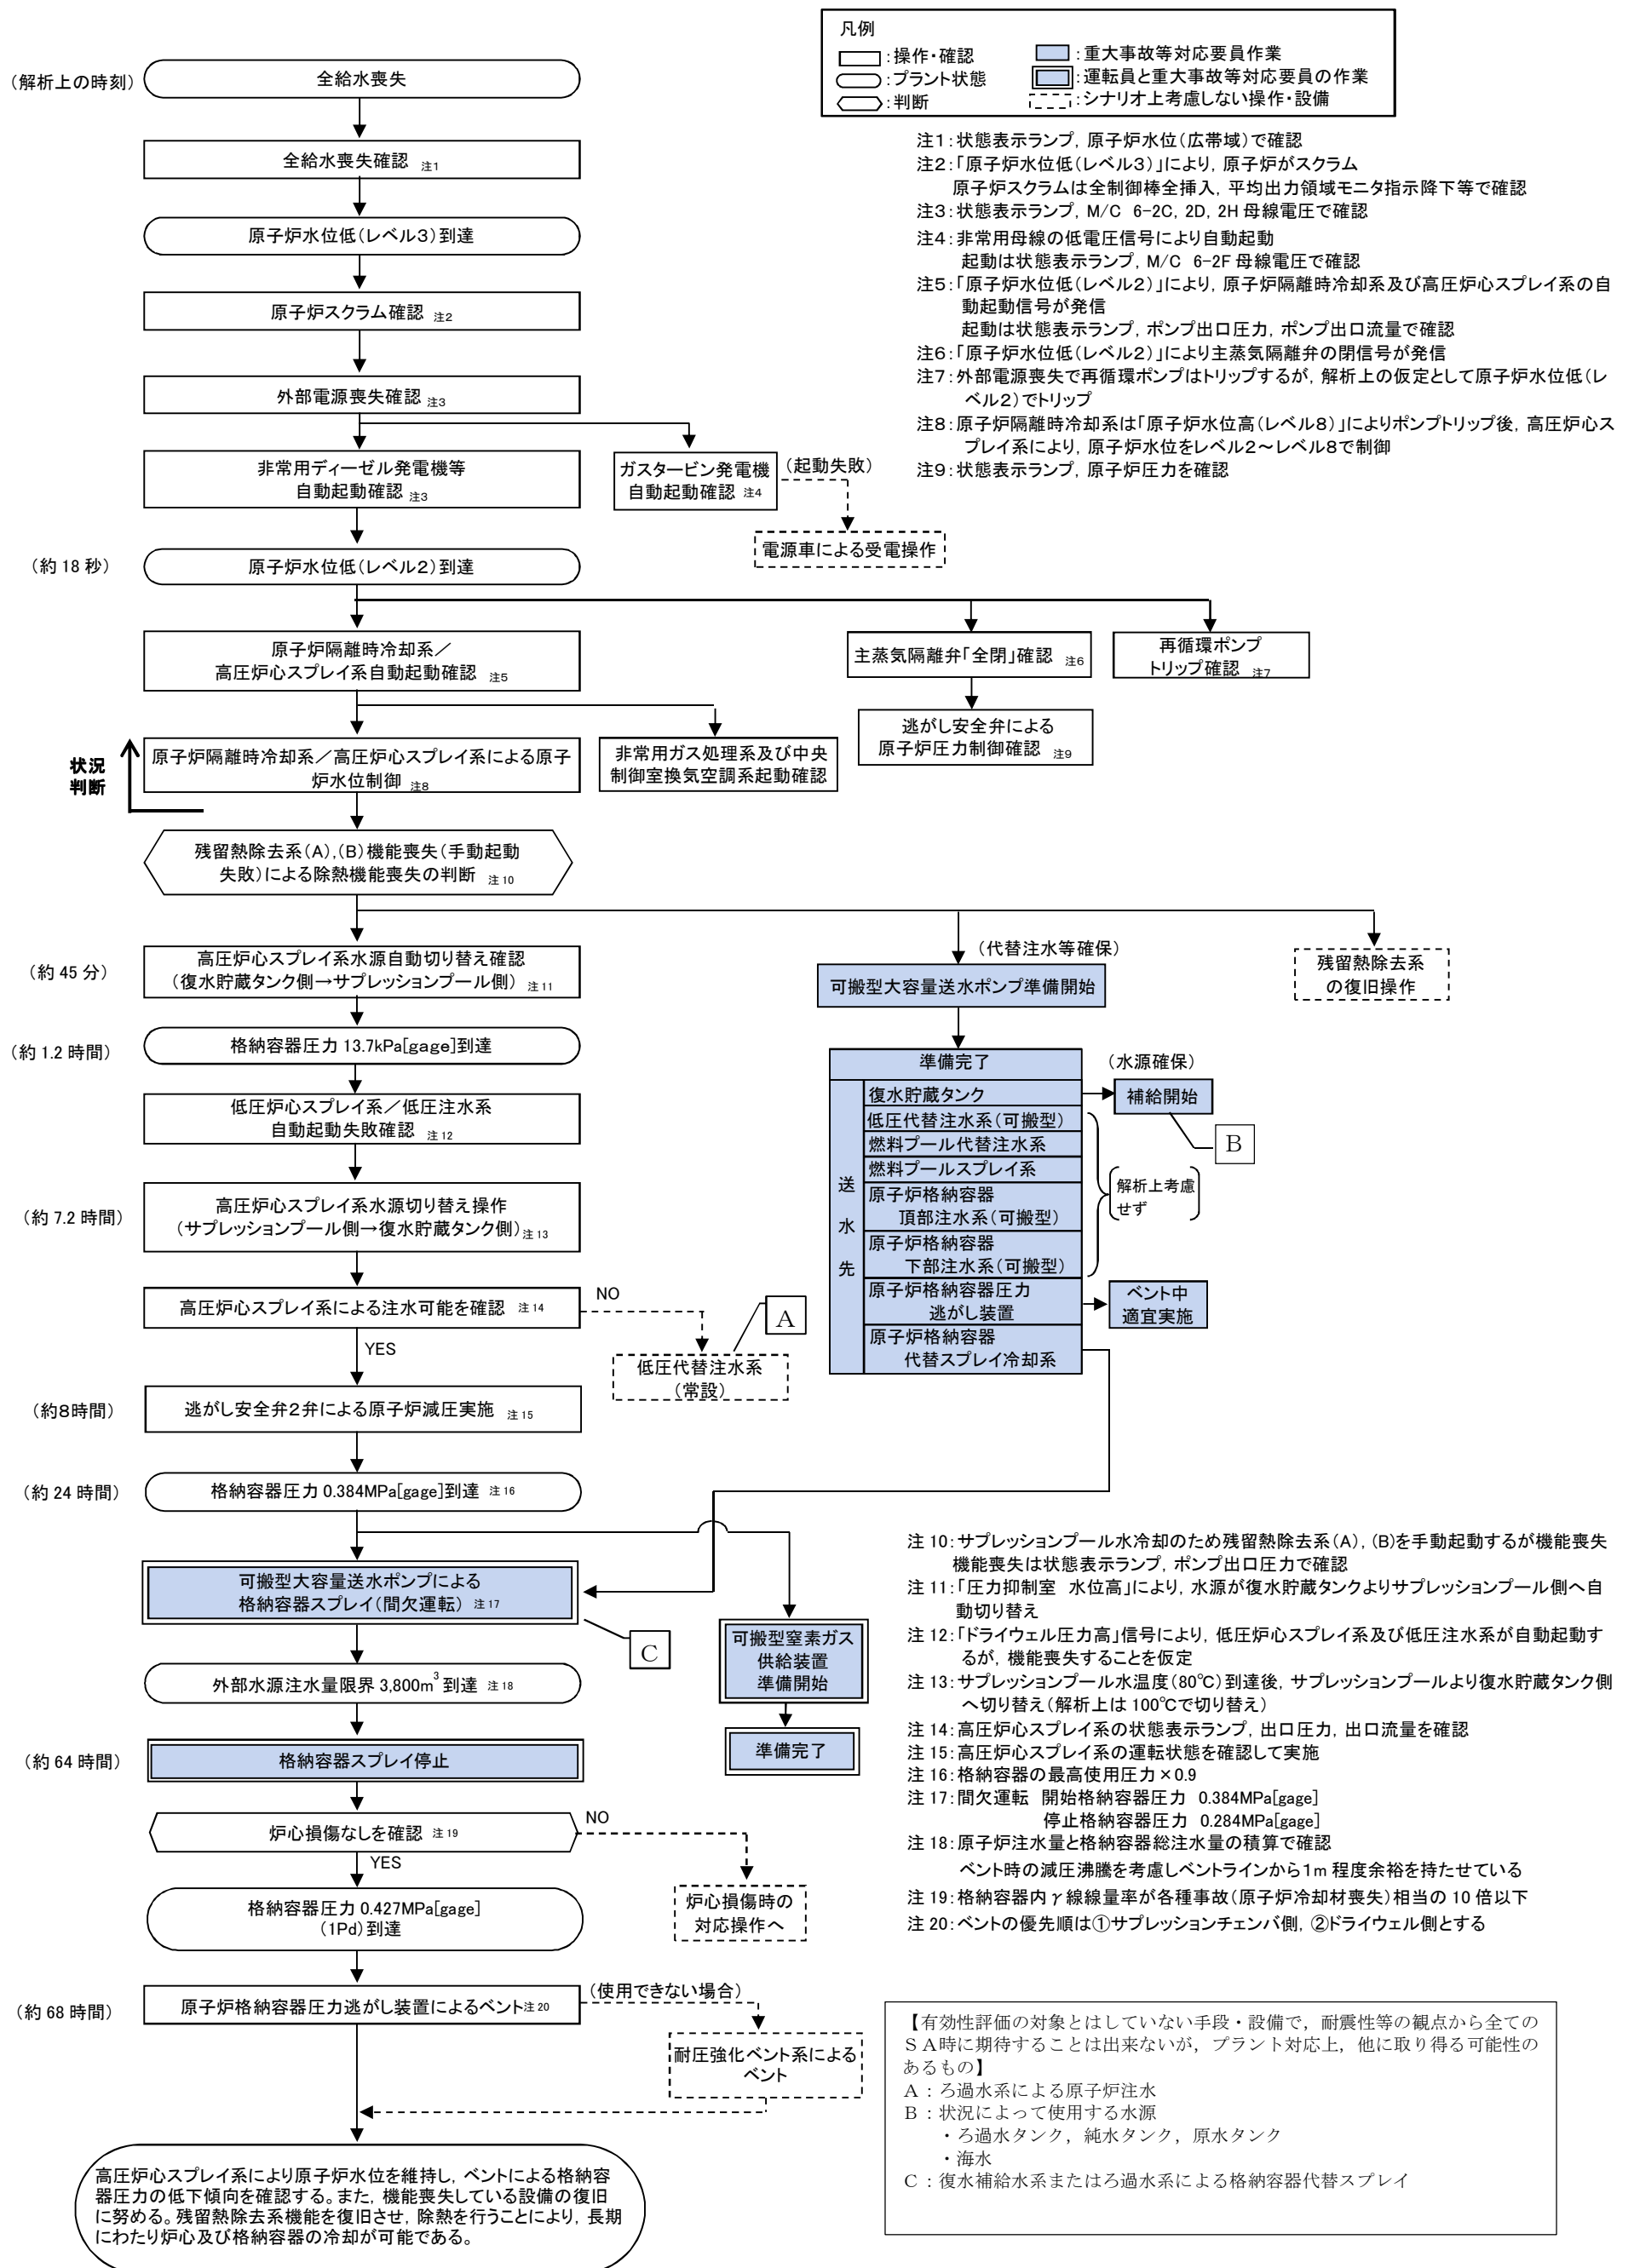 凡例
:操作・確認
:プラント状態
:判断
:重大事故等対応要員作業
:運転員と重大事故等対応要員の作業
:シナリオ上考慮しない操作・設備
(解析上の時刻)
全給水喪失
全給水喪失確認 注1
原子炉水位低(レベル3)到達
原子炉スクラム確認 注2
外部電源喪失確認 注3
非常用ディーゼル発電機等
自動起動確認 注3
ガスタービン発電機
自動起動確認 注4
(起動失敗)
電源車による受電操作
(約 18 秒)
原子炉水位低(レベル2)到達
原子炉隔離時冷却系/
高圧炉心スプレイ系自動起動確認 注5
主蒸気隔離弁「全閉」確認 注6
再循環ポンプ
トリップ確認 注7
逃がし安全弁による
原子炉圧力制御確認 注9
状況
判断
原子炉隔離時冷却系/高圧炉心スプレイ系による原子
炉水位制御 注8
非常用ガス処理系及び中央
制御室換気空調系起動確認
残留熱除去系(A),(B)機能喪失(手動起動
失敗)による除熱機能喪失の判断 注 10
注1:状態表示ランプ, 原子炉水位(広帯域)で確認
注2:「原子炉水位低(レベル3)」により, 原子炉がスクラム
原子炉スクラムは全制御棒全挿入, 平均出力領域モニタ指示降下等で確認
注3:状態表示ランプ, M/C 6-2C, 2D, 2H 母線電圧で確認
注4:非常用母線の低電圧信号により自動起動
起動は状態表示ランプ, M/C 6-2F 母線電圧で確認
注5:「原子炉水位低(レベル2)」により, 原子炉隔離時冷却系及び高圧炉心スプレイ系の自
動起動信号が発信
起動は状態表示ランプ, ポンプ出口圧力, ポンプ出口流量で確認
注6:「原子炉水位低(レベル2)」により主蒸気隔離弁の閉信号が発信
注7:外部電源喪失で再循環ポンプはトリップするが, 解析上の仮定として原子炉水位低(レ
ベル2)でトリップ
注8:原子炉隔離時冷却系は「原子炉水位高(レベル8)」によりポンプトリップ後, 高圧炉心ス
プレイ系により, 原子炉水位をレベル2~レベル8で制御
注9:状態表示ランプ, 原子炉圧力を確認
(約 45 分)
高圧炉心スプレイ系水源自動切り替え確認
(復水貯蔵タンク側→サプレッションプール側) 注 11
(代替注水等確保)
可搬型大容量送水ポンプ準備開始
残留熱除去系
の復旧操作
(約 1.2 時間)
格納容器圧力 13.7kPa[gage]到達
低圧炉心スプレイ系/低圧注水系
自動起動失敗確認 注 12
(約 7.2 時間)
高圧炉心スプレイ系水源切り替え操作
(サプレッションプール側→復水貯蔵タンク側) 注 13
高圧炉心スプレイ系による注水可能を確認 注 14
NO
A
低圧代替注水系
(常設)
YES
準備完了
送
水
先
復水貯蔵タンク
低圧代替注水系(可搬型)
燃料プール代替注水系
燃料プールスプレイ系
原子炉格納容器
頂部注水系(可搬型)
原子炉格納容器
下部注水系(可搬型)
原子炉格納容器圧力
逃がし装置
原子炉格納容器
代替スプレイ冷却系
(水源確保)
補給開始
B
解析上考慮
せず
ベント中
適宜実施
(約8時間)
逃がし安全弁2弁による原子炉減圧実施 注 15
(約 24 時間)
格納容器圧力 0.384MPa[gage]到達 注 16
可搬型大容量送水ポンプによる
格納容器スプレイ(間欠運転) 注 17
C
可搬型窒素ガス
供給装置
準備開始
準備完了
外部水源注水量限界 3,800m³ 到達 注 18
(約 64 時間)
格納容器スプレイ停止
炉心損傷なしを確認 注 19
NO
YES
炉心損傷時の
対応操作へ
格納容器圧力 0.427MPa[gage]
(1Pd)到達
(約 68 時間)
原子炉格納容器圧力逃がし装置によるベント注 20
(使用できない場合)
耐圧強化ベント系による
ベント
高圧炉心スプレイ系により原子炉水位を維持し, ベントによる格納容
器圧力の低下傾向を確認する。また, 機能喪失している設備の復旧
に努める。残留熱除去系機能を復旧させ, 除熱を行うことにより, 長期
にわたり炉心及び格納容器の冷却が可能である。
注 10:サプレッションプール水冷却のため残留熱除去系(A), (B)を手動起動するが機能喪失
機能喪失は状態表示ランプ, ポンプ出口圧力で確認
注 11:「圧力抑制室 水位高」により, 水源が復水貯蔵タンクよりサプレッションプール側へ自
動切り替え
注 12:「ドライウェル圧力高」信号により, 低圧炉心スプレイ系及び低圧注水系が自動起動す
るが, 機能喪失することを仮定
注 13:サプレッションプール水温度(80℃)到達後, サプレッションプールより復水貯蔵タンク側
へ切り替え(解析上は 100℃で切り替え)
注 14:高圧炉心スプレイ系の状態表示ランプ, 出口圧力, 出口流量を確認
注 15:高圧炉心スプレイ系の運転状態を確認して実施
注 16:格納容器の最高使用圧力×0.9
注 17:間欠運転 開始格納容器圧力 0.384MPa[gage]
停止格納容器圧力 0.284MPa[gage]
注 18:原子炉注水量と格納容器総注水量の積算で確認
ベント時の減圧沸騰を考慮しベントラインから1m 程度余裕を持たせている
注 19:格納容器内γ線線量率が各種事故(原子炉冷却材喪失)相当の 10 倍以下
注 20:ベントの優先順は①サプレッションチェンバ側, ②ドライウェル側とする
【有効性評価の対象とはしていない手段・設備で,耐震性等の観点から全ての
SA時に期待することは出来ないが,プラント対応上,他に取り得る可能性の
あるもの】
A:ろ過水系による原子炉注水
B:状況によって使用する水源
・ろ過水タンク,純水タンク,原水タンク
・海水
C:復水補給水系またはろ過水系による格納容器代替スプレイ